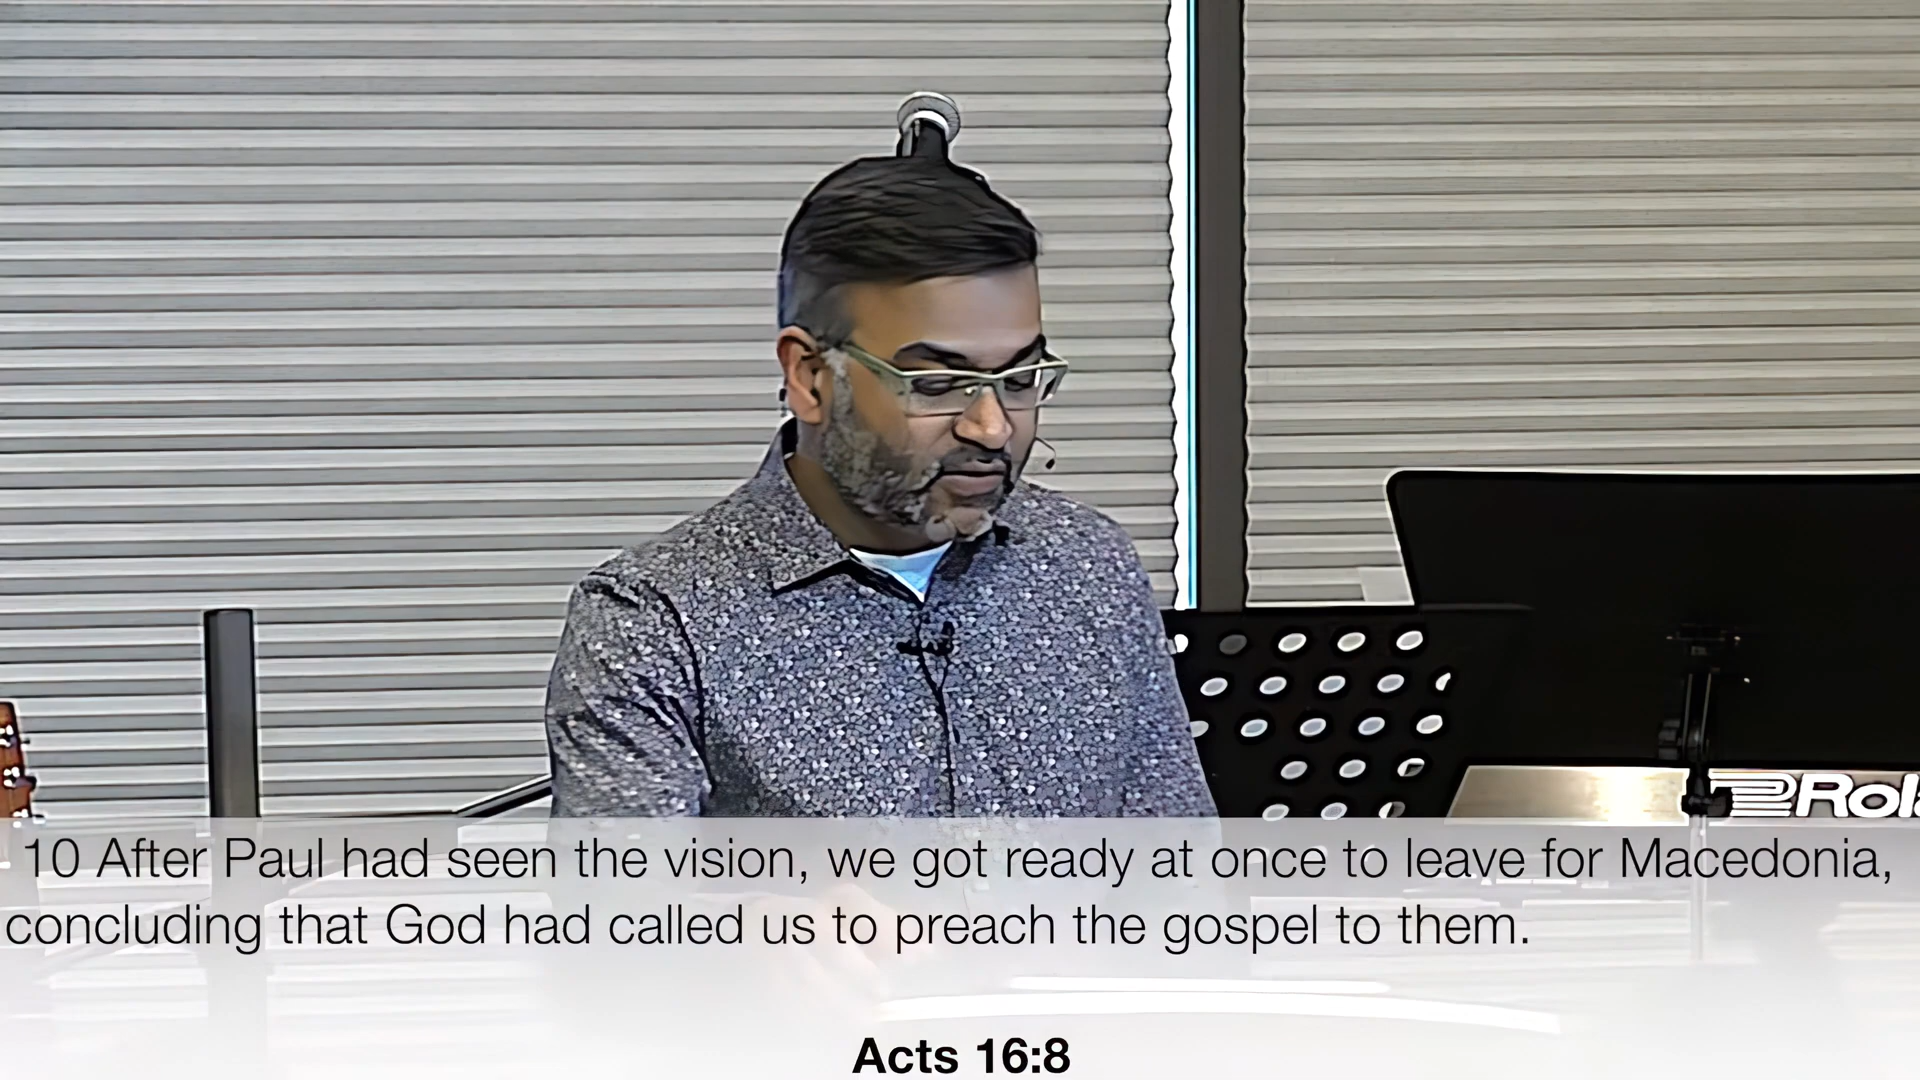 Rol
10 After Paul had seen the vision, we got ready at once to leave for Macedonia,
concluding that God had called us to preach the gospel to them.
Acts 16:8